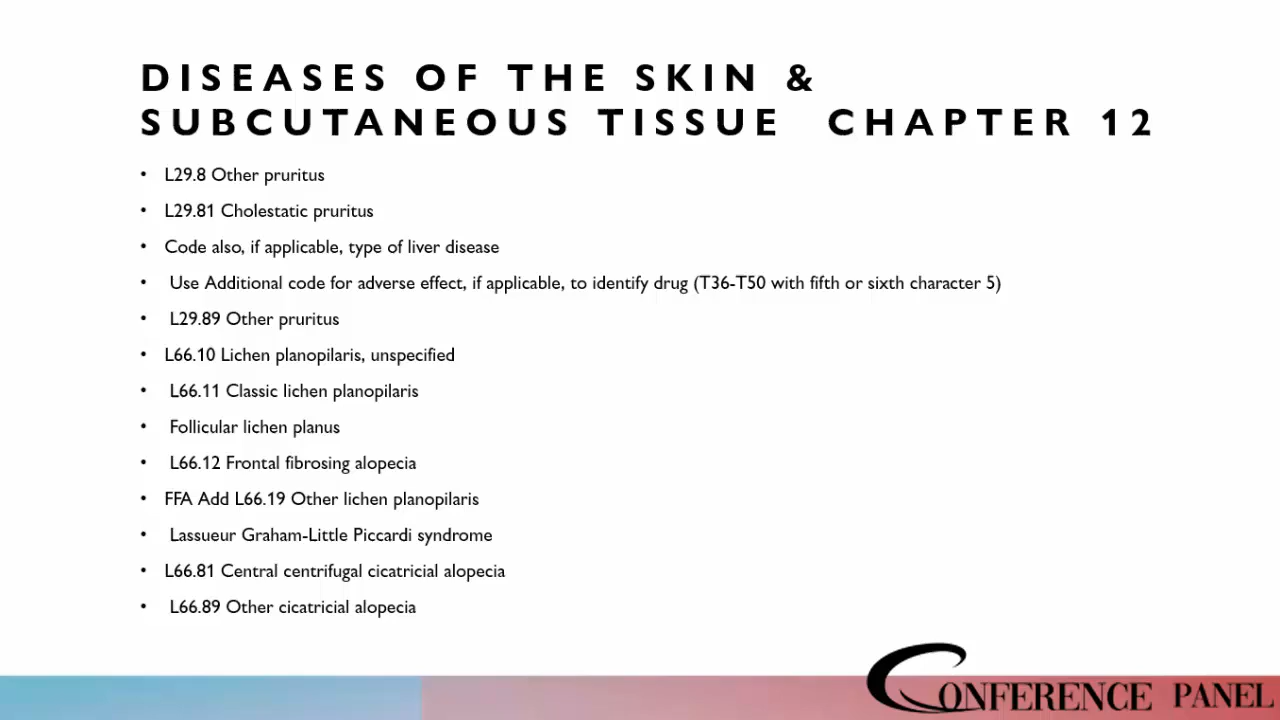 DISEASES OF THE SKIN &
SUBCUTANEOUS TISSUE CHAPTER 12
• L29.8 Other pruritus
• L29.81 Cholestatic pruritus
• Code also, if applicable, type of liver disease
• Use Additional code for adverse effect, if applicable, to identify drug (T36-T50 with fifth or sixth character 5)
• L29.89 Other pruritus
• L66.10 Lichen planopilaris, unspecified
• L66.11 Classic lichen planopilaris
• Follicular lichen planus
• L66.12 Frontal fibrosing alopecia
• FFA Add L66.19 Other lichen planopilaris
• Lassueur Graham-Little Piccardi syndrome
• L66.81 Central centrifugal cicatricial alopecia
• L66.89 Other cicatricial alopecia
CONFERENCE PANEL